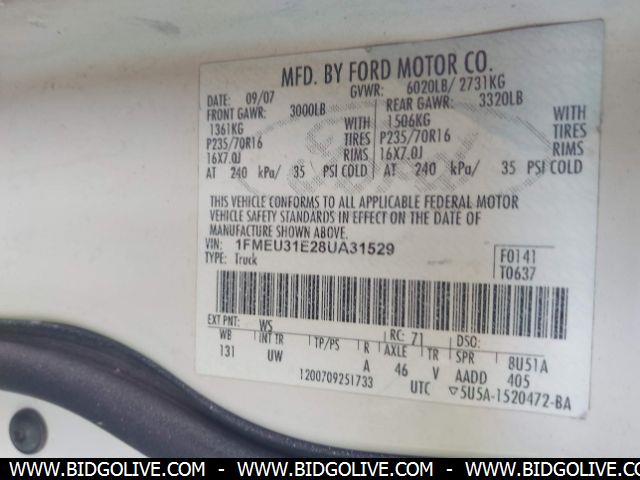 MFD. BY FORD MOTOR CO.
DATE: 09/07 GVWR: 6020LB/ 2731KG
FRONT GAWR: 3000LB REAR GAWR: 3320LB
1361KG WITH 1506KG WITH
P235/70R16 TIRES P235/70R16 TIRES
16X7.0J RIMS 16X7.0J RIMS
AT 240 kPa/ 35 PSI COLD AT 240 kPa/ 35 PSI COLD
THIS VEHICLE CONFORMS TO ALL APPLICABLE FEDERAL MOTOR
VEHICLE SAFETY STANDARDS IN EFFECT ON THE DATE OF
MANUFACTURE SHOWN ABOVE.
VIN: 1FMEU31E28UA31529 F0141
TYPE: Truck T0637
EXT PNT: WS RC: 71 DSO:
WB INT TR TP/PS R AXLE TR SPR 8U51A
131 UW A 46 V AADD 405
1200709251733 UTC ▽5U5A-1520472-BA
WWW.BIDGOLIVE.COM - WWW.BIDGOLIVE.COM - WWW.BIDGOLIVE.COM